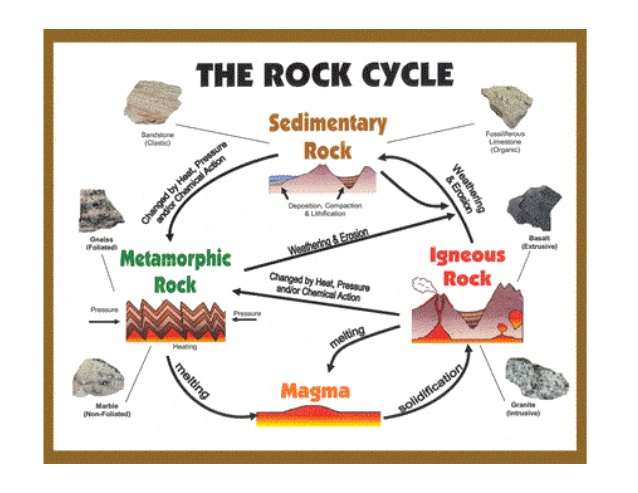 THE ROCK CYCLE
Sandstone
(Clastic)
Sedimentary
Rock
Fossiliferous
Limestone
(Organic)
Changed by Heat, Pressure
and/or Chemical Action
Deposition, Compaction
& Lithification
Weathering
& Erosion
Gneiss
(Foliated)
Basalt
(Extrusive)
Metamorphic
Rock
Weathering & Erosion
Igneous
Rock
Changed by Heat, Pressure
and/or Chemical Action
Pressure
Pressure
Heating
melting
melting
Magma
solidification
Marble
(Non-Foliated)
Granite
(Intrusive)